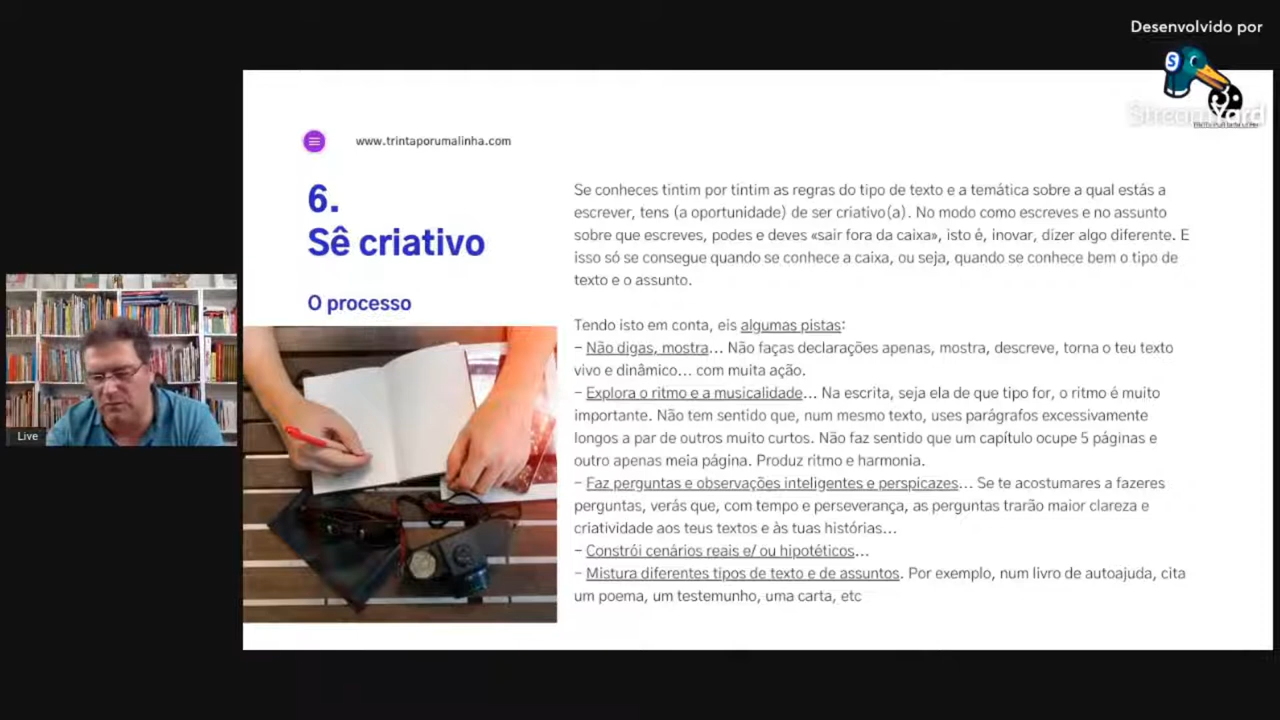 Desenvolvido por
StreamYard
www.trintaporumalinha.com
6.
Sê criativo
O processo
Live
Se conheces tintim por tintim as regras do tipo de texto e a temática sobre a qual estás a
escrever, tens (a oportunidade) de ser criativo(a). No modo como escreves e no assunto
sobre que escreves, podes e deves «sair fora da caixa», isto é, inovar, dizer algo diferente. E
isso só se consegue quando se conhece a caixa, ou seja, quando se conhece bem o tipo de
texto e o assunto.
Tendo isto em conta, eis algumas pistas:
– Não digas, mostra... Não faças declarações apenas, mostra, descreve, torna o teu texto
vivo e dinâmico... com muita ação.
– Explora o ritmo e a musicalidade... Na escrita, seja ela de que tipo for, o ritmo é muito
importante. Não tem sentido que, num mesmo texto, uses parágrafos excessivamente
longos a par de outros muito curtos. Não faz sentido que um capítulo ocupe 5 páginas e
outro apenas meia página. Produz ritmo e harmonia.
– Faz perguntas e observações inteligentes e perspicazes... Se te acostumares a fazeres
perguntas, verás que, com tempo e perseverança, as perguntas trarão maior clareza e
criatividade aos teus textos e às tuas histórias...
– Constrói cenários reais e/ ou hipotéticos...
– Mistura diferentes tipos de texto e de assuntos. Por exemplo, num livro de autoajuda, cita
um poema, um testemunho, uma carta, etc